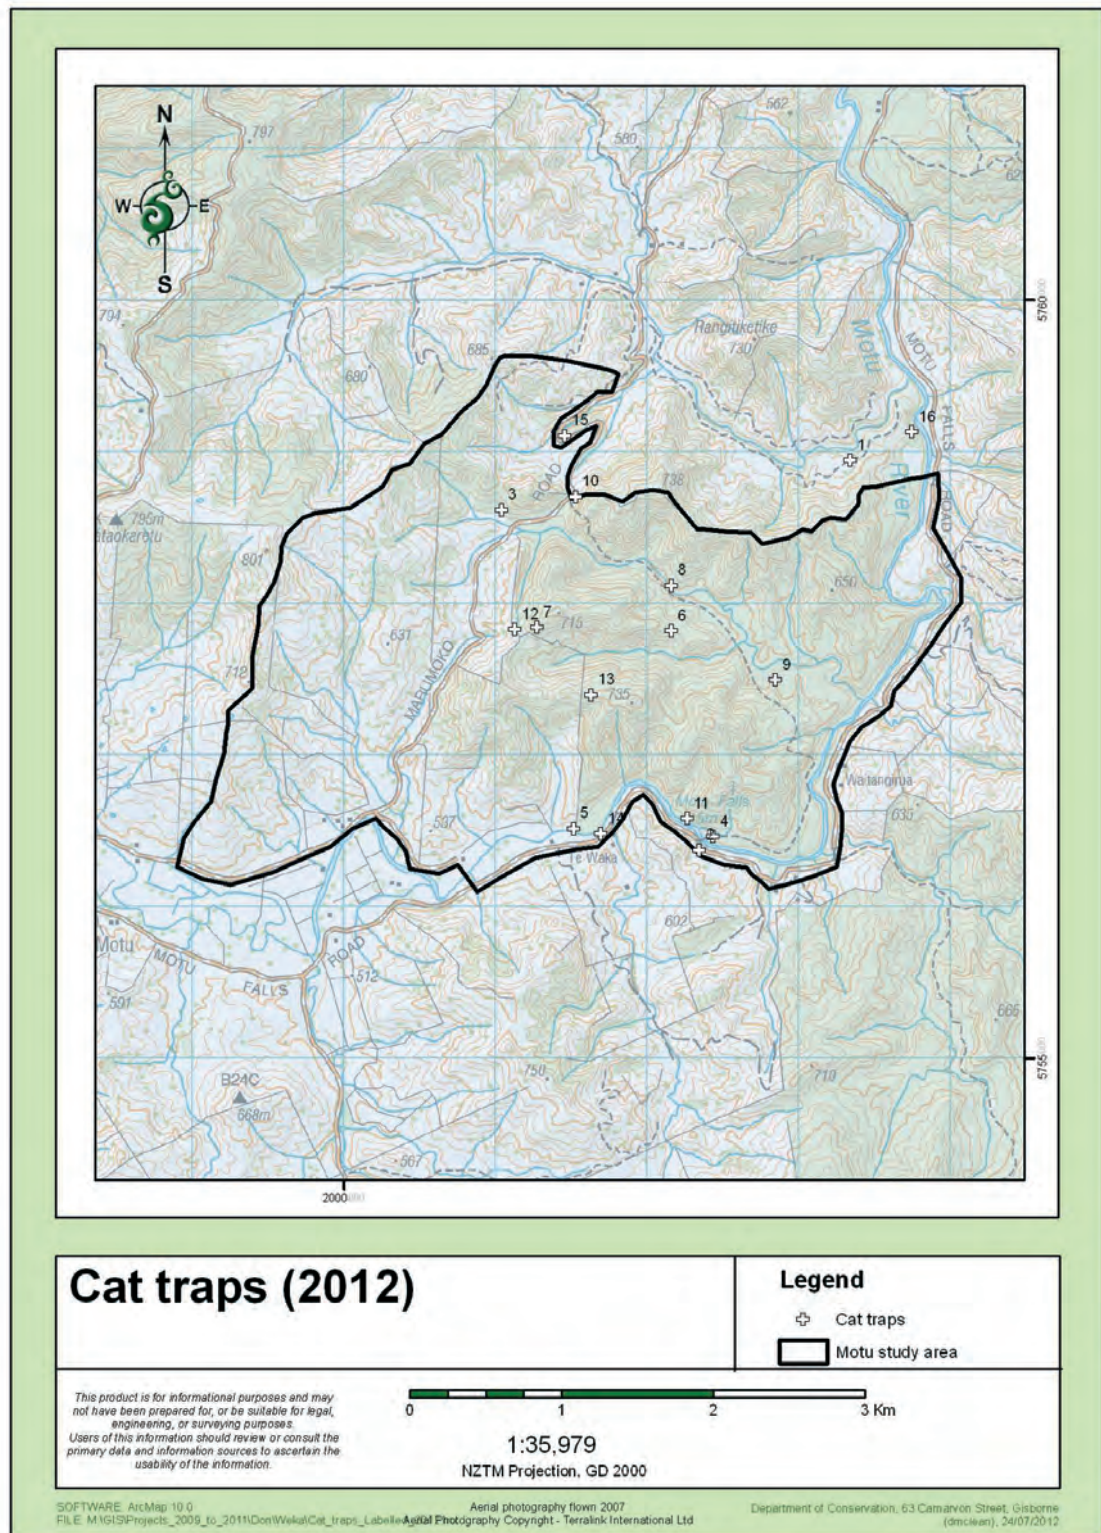 N
W E
S
797
562
580
794
685
680
Rangitiketike
730
Motu
River
MOTU
FALLS
ROAD
16
15
1
ROAD
10
738
3
795m
801
8
650
12 7
715
6
631
712
MARUMOKO
9
13
735
Waitangirua
635
11
4
5
14
507
Te Waka
602
Motu
MOTU
FALLS
ROAD
512
591
665
B24C
668m
750
710
567
5760000
5755000
2000000
Cat traps (2012)
Legend
Cat traps
Motu study area
This product is for informational purposes and may
not have been prepared for, or be suitable for legal,
engineering, or surveying purposes.
Users of this information should review or consult the
primary data and information sources to ascertain the
usability of the information.
0 1 2 3 Km
1:35,979
NZTM Projection, GD 2000
SOFTWARE: ArcMap 10.0
Aerial photography flown 2007
Aerial Photography Copyright - Terralink International Ltd
Department of Conservation, 63 Carnarvon Street, Gisborne
(dmclean), 24/07/2012